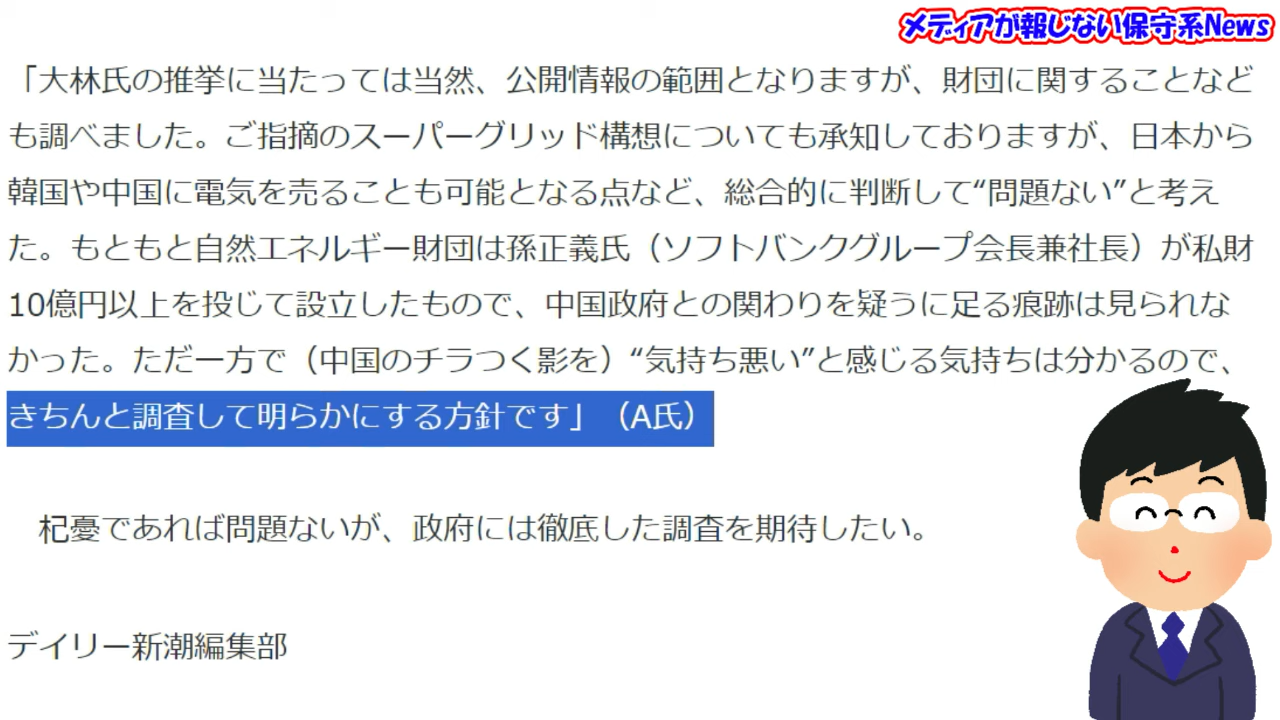 メディアが報じない保守系News
「大林氏の推挙に当たっては当然、公開情報の範囲となりますが、財団に関することなど
も調べました。ご指摘のスーパーグリッド構想についても承知しておりますが、日本から
韓国や中国に電気を売ることも可能となる点など、総合的に判断して“問題ない”と考え
た。もともと自然エネルギー財団は孫正義氏（ソフトバンクグループ会長兼社長）が私財
10億円以上を投じて設立したもので、中国政府との関わりを疑うに足る痕跡は見られな
かった。ただ一方で（中国のチラつく影を）“気持ち悪い”と感じる気持ちは分かるので、
きちんと調査して明らかにする方針です」（A氏）
杞憂であれば問題ないが、政府には徹底した調査を期待したい。
デイリー新潮編集部